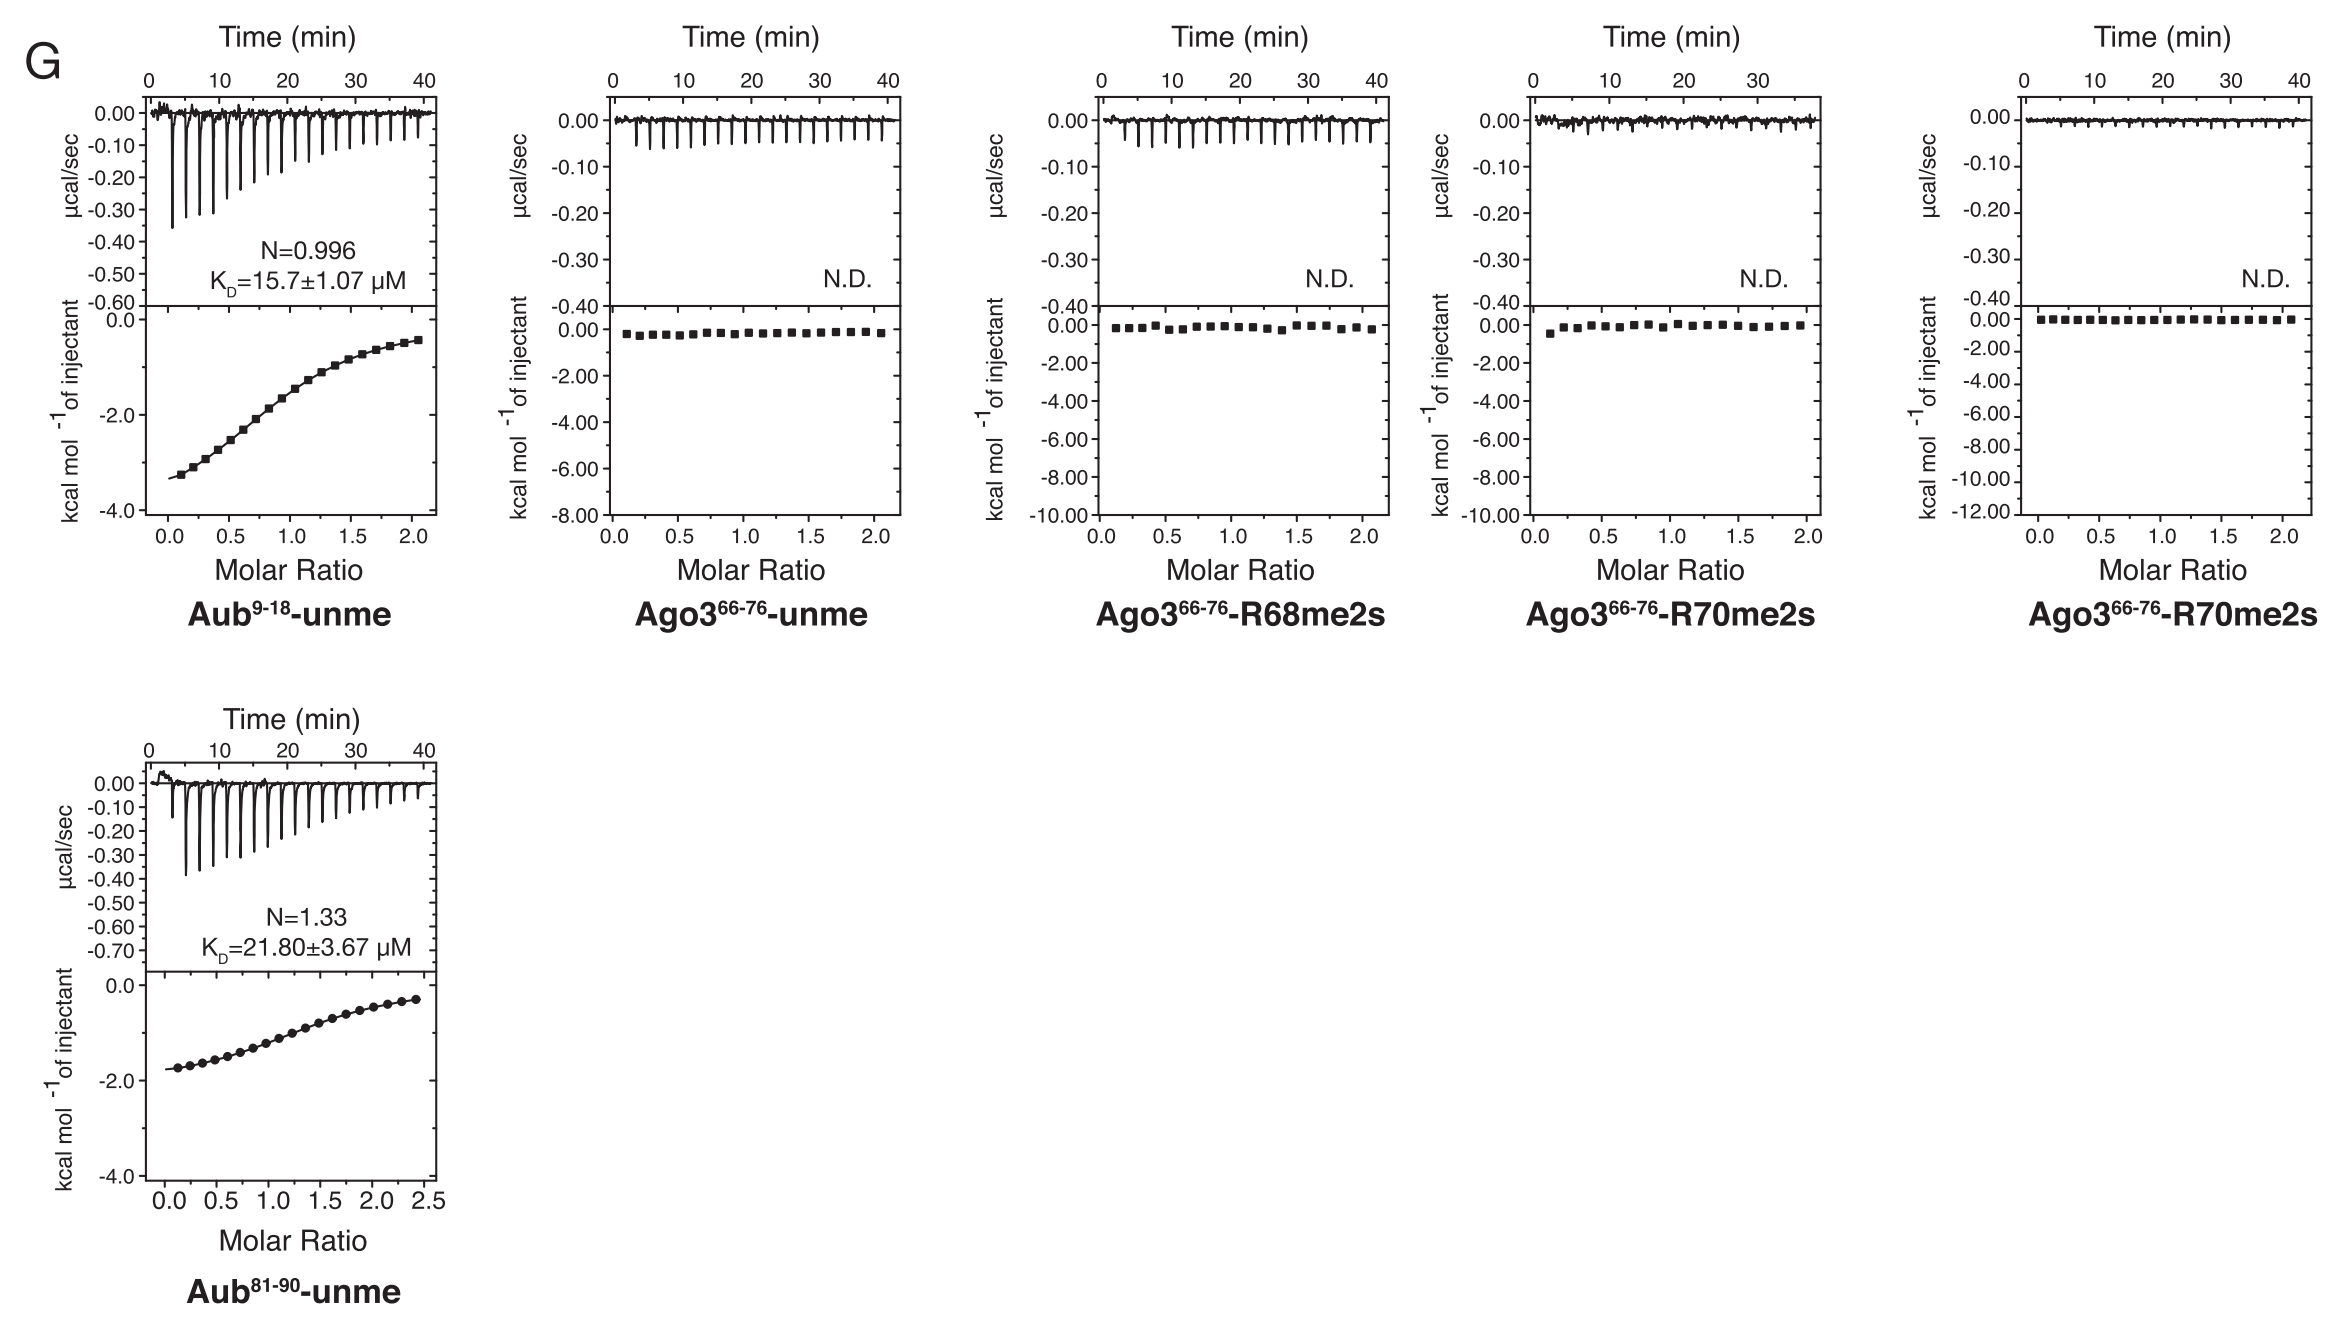 G
Time (min)
0 10 20 30 40
0.00
-0.10
-0.20
-0.30
-0.40
-0.50
-0.60
µcal/sec
N=0.996
K_D=15.7±1.07 µM
0.0
-2.0
-4.0
kcal mol⁻¹ of injectant
0.0 0.5 1.0 1.5 2.0
Molar Ratio
Aub⁹⁻¹⁸-unme
Time (min)
0 10 20 30 40
0.00
-0.10
-0.20
-0.30
-0.40
µcal/sec
N.D.
0.00
-2.00
-4.00
-6.00
-8.00
kcal mol⁻¹ of injectant
0.0 0.5 1.0 1.5 2.0
Molar Ratio
Ago3⁶⁶⁻⁷⁶-unme
Time (min)
0 10 20 30 40
0.00
-0.10
-0.20
-0.30
-0.40
µcal/sec
N.D.
0.00
-2.00
-4.00
-6.00
-8.00
-10.00
kcal mol⁻¹ of injectant
0.0 0.5 1.0 1.5 2.0
Molar Ratio
Ago3⁶⁶⁻⁷⁶-R68me2s
Time (min)
0 10 20 30
0.00
-0.10
-0.20
-0.30
-0.40
µcal/sec
N.D.
0.00
-2.00
-4.00
-6.00
-8.00
-10.00
kcal mol⁻¹ of injectant
0.0 0.5 1.0 1.5 2.0
Molar Ratio
Ago3⁶⁶⁻⁷⁶-R70me2s
Time (min)
0 10 20 30 40
0.00
-0.10
-0.20
-0.30
-0.40
µcal/sec
N.D.
0.00
-2.00
-4.00
-6.00
-8.00
-10.00
-12.00
kcal mol⁻¹ of injectant
0.0 0.5 1.0 1.5 2.0
Molar Ratio
Ago3⁶⁶⁻⁷⁶-R70me2s
Time (min)
0 10 20 30 40
0.00
-0.10
-0.20
-0.30
-0.40
-0.50
-0.60
-0.70
µcal/sec
N=1.33
K_D=21.80±3.67 µM
0.0
-2.0
-4.0
kcal mol⁻¹ of injectant
0.0 0.5 1.0 1.5 2.0 2.5
Molar Ratio
Aub⁸¹⁻⁹⁰-unme